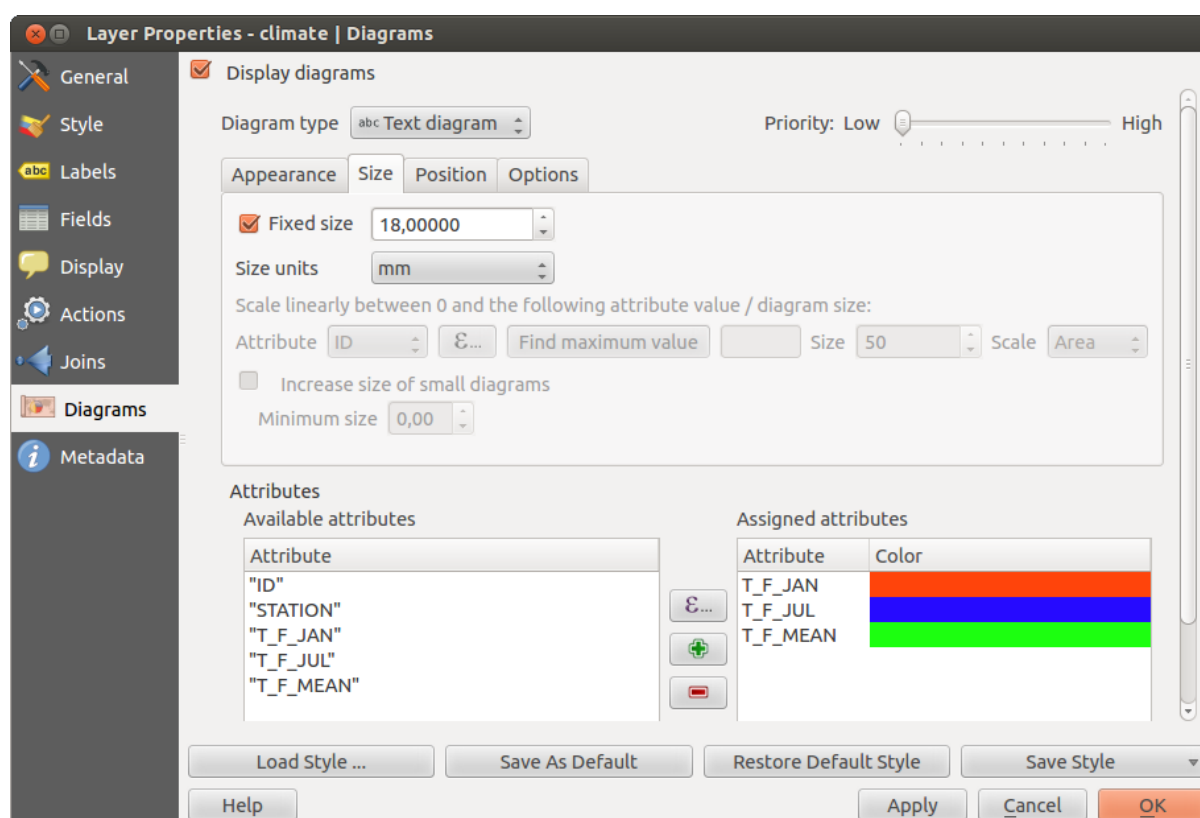 Layer Properties - climate | Diagrams
General
Style
abc Labels
Fields
Display
Actions
Joins
Diagrams
i Metadata
Display diagrams
Diagram type abc Text diagram Priority: Low High
Appearance Size Position Options
Fixed size 18,00000
Size units mm
Scale linearly between 0 and the following attribute value / diagram size:
Attribute ID ε... Find maximum value Size 50 Scale Area
Increase size of small diagrams
Minimum size 0,00
Attributes
Available attributes
Attribute
"ID"
"STATION"
"T_F_JAN"
"T_F_JUL"
"T_F_MEAN"
ε...
Assigned attributes
Attribute Color
T_F_JAN
T_F_JUL
T_F_MEAN
Load Style ... Save As Default Restore Default Style Save Style
Help Apply Cancel OK